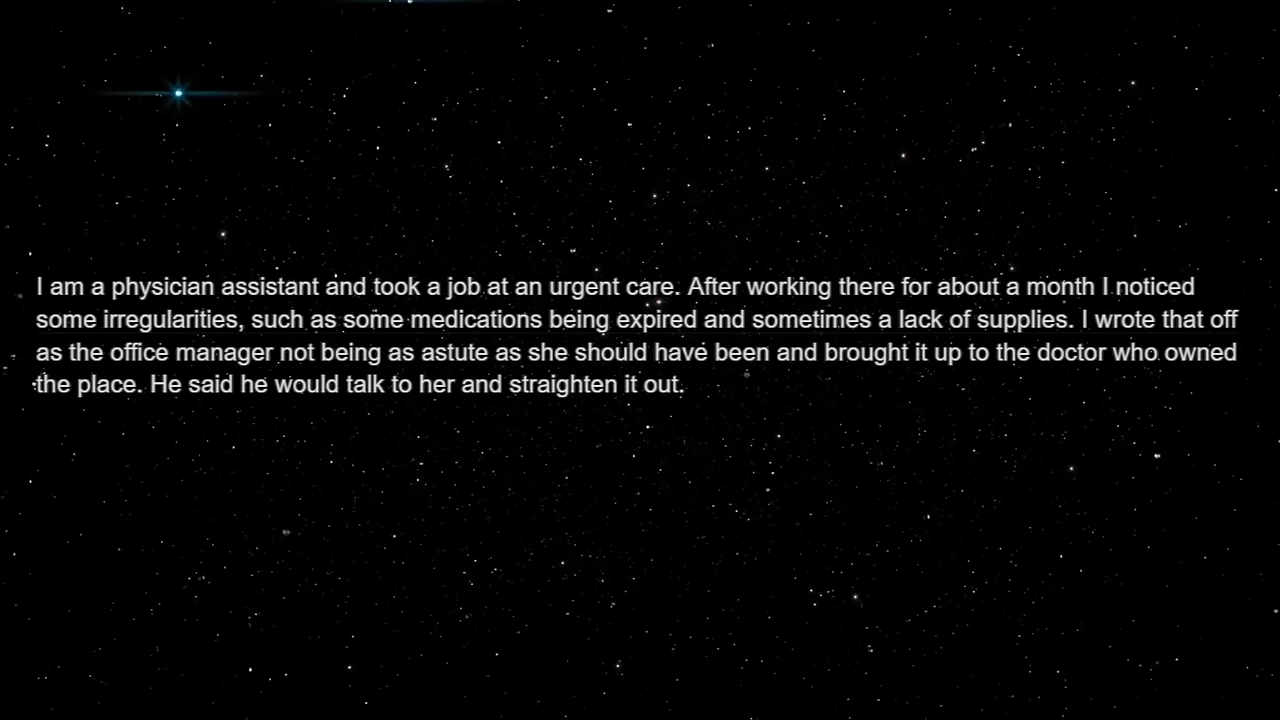 I am a physician assistant and took a job at an urgent care. After working there for about a month I noticed
some irregularities, such as some medications being expired and sometimes a lack of supplies. I wrote that off
as the office manager not being as astute as she should have been and brought it up to the doctor who owned
the place. He said he would talk to her and straighten it out.